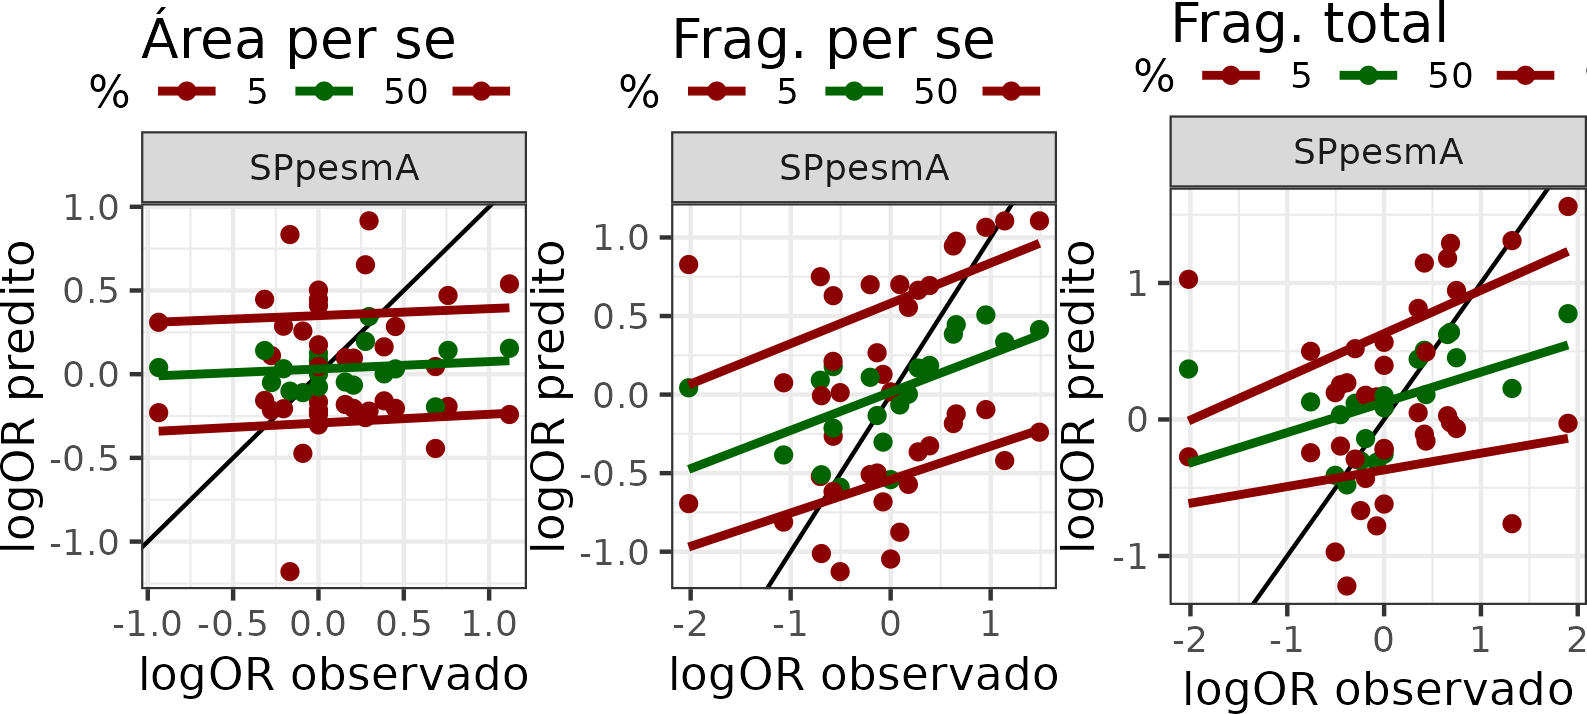 Área per se
% 5 50
SPpesmA
logOR predito
1.0
0.5
0.0
-0.5
-1.0
-1.0 -0.5 0.0 0.5 1.0
logOR observado
Frag. per se
% 5 50
SPpesmA
logOR predito
1.0
0.5
0.0
-0.5
-1.0
-2 -1 0 1
logOR observado
Frag. total
% 5 50
SPpesmA
logOR predito
1
0
-1
-2 -1 0 1 2
logOR observado